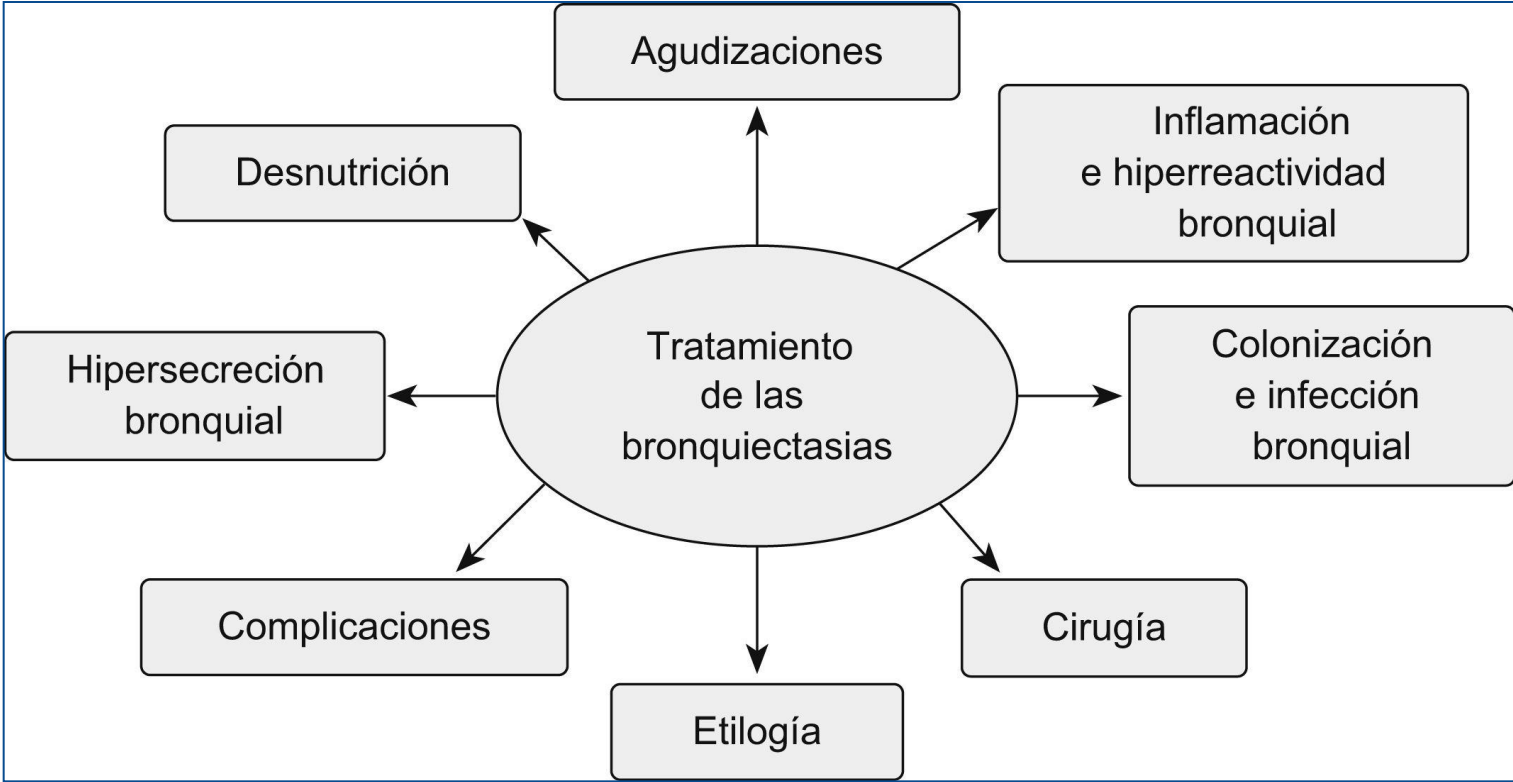 Agudizaciones
Inflamación
e hiperreactividad
bronquial
Desnutrición
Tratamiento
de las
bronquiectasias
Colonización
e infección
bronquial
Hipersecreción
bronquial
Complicaciones
Cirugía
Etilogía